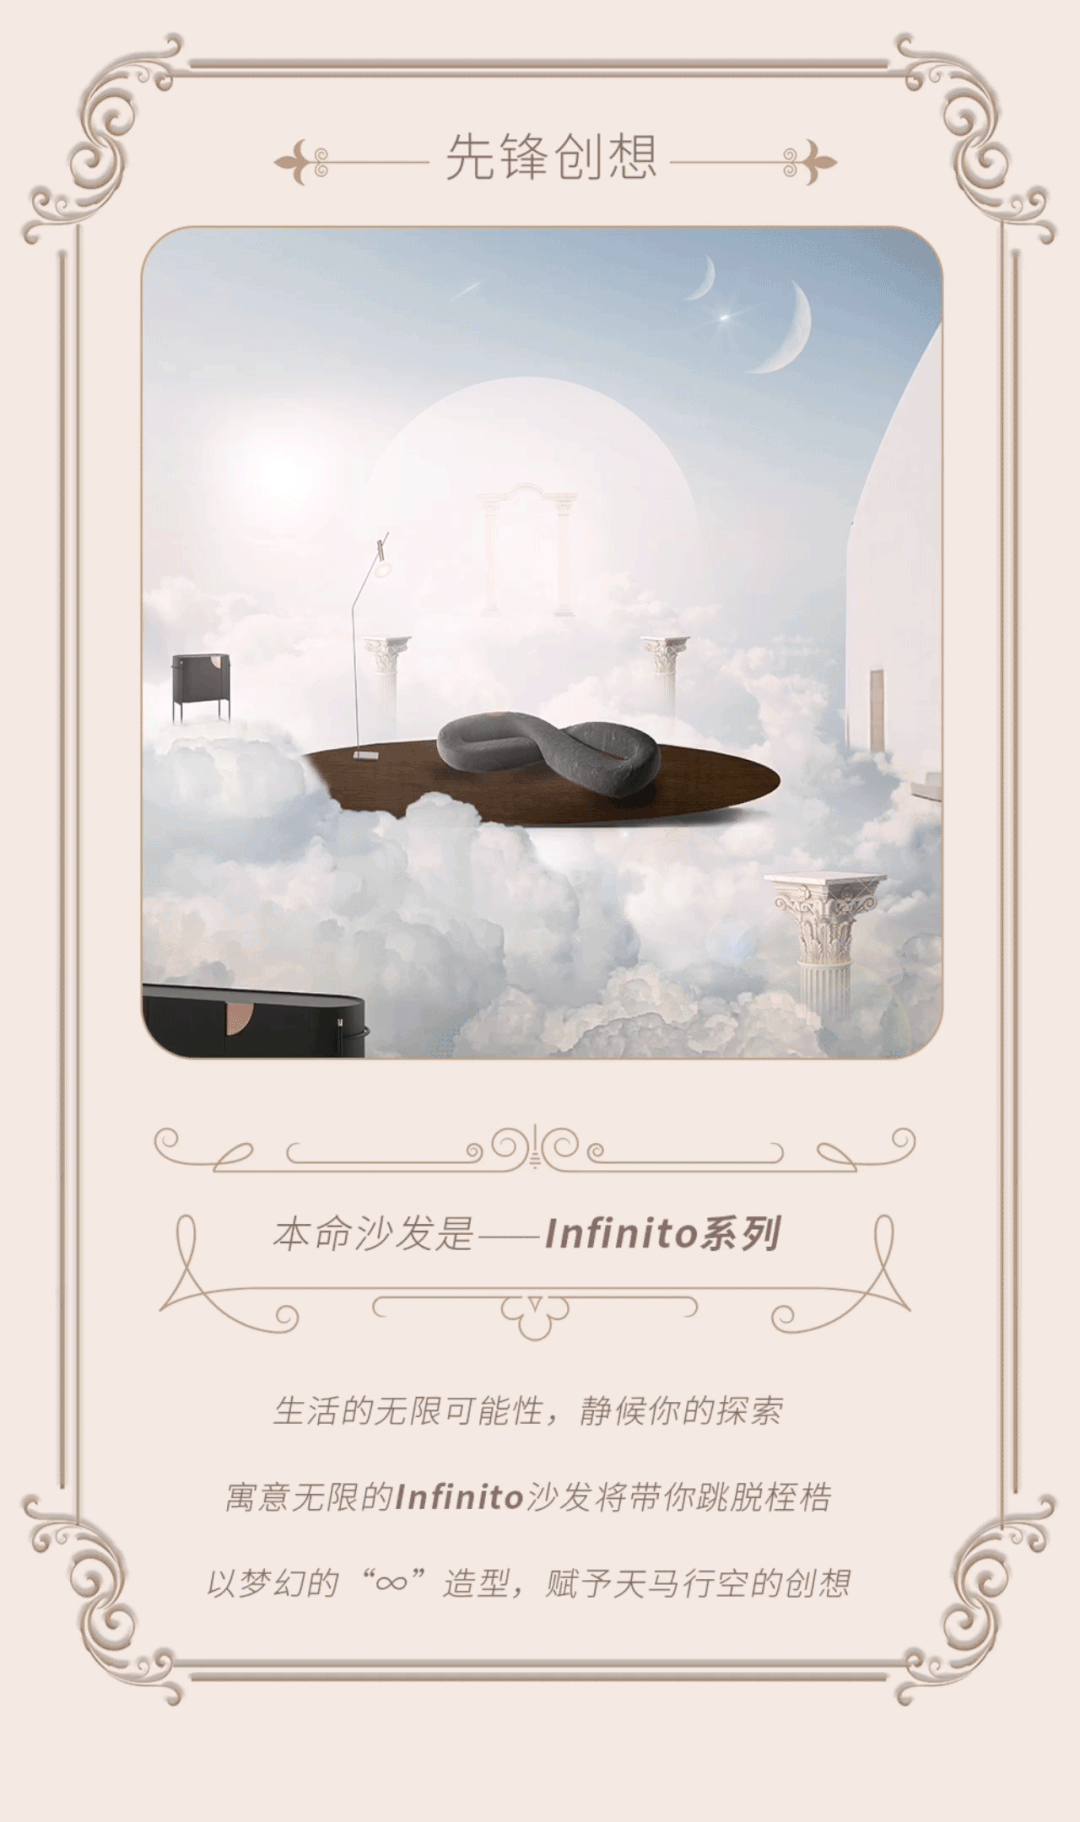 先锋创想
本命沙发是——Infinito系列
生活的无限可能性，静候你的探索
寓意无限的Infinito沙发将带你跳脱桎梏
以梦幻的“∞”造型，赋予天马行空的创想